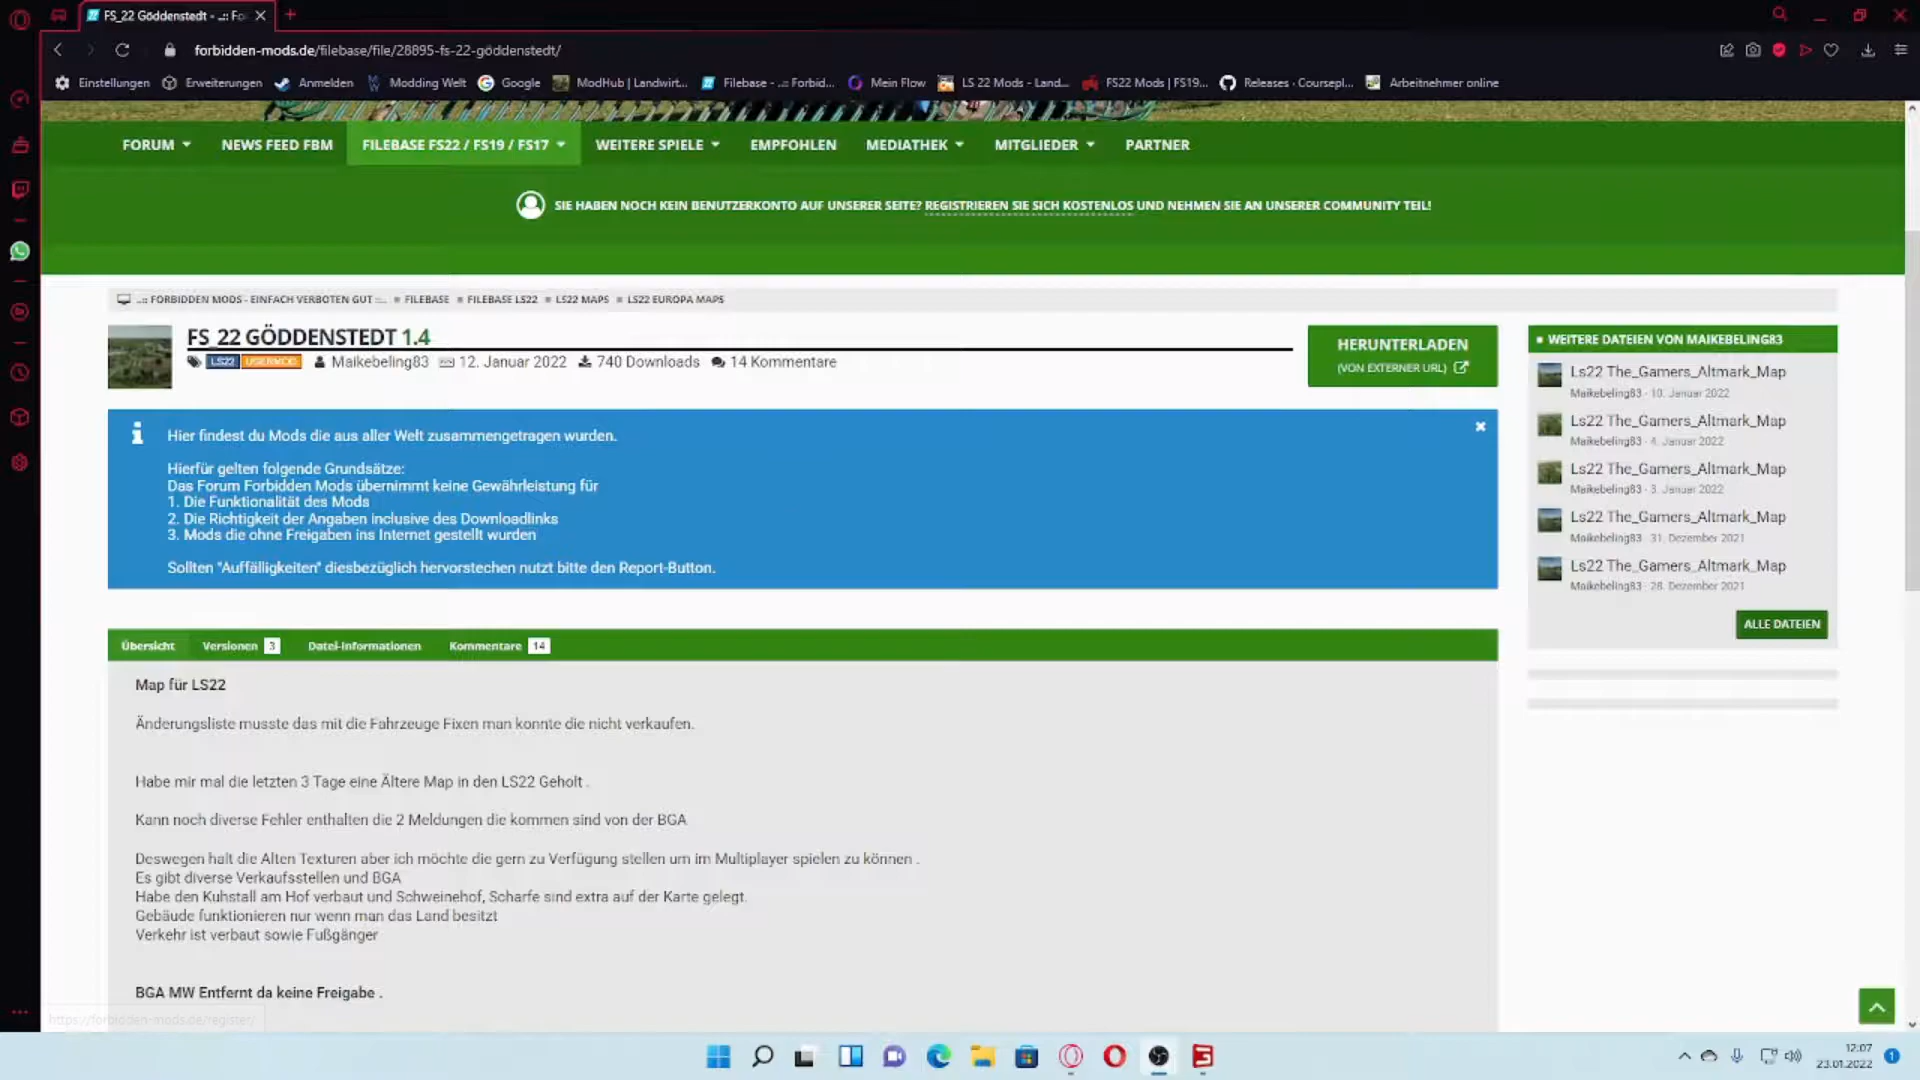 FS_22 Göddenstedt - ..:: Fo
forbidden-mods.de/filebase/file/28895-fs-22-göddenstedt/
Einstellungen Erweiterungen Anmelden Modding Welt Google ModHub | Landwirt... Filebase - ..:: Forbid... Mein Flow LS 22 Mods - Land... FS22 Mods | FS19... Releases · Coursepl... Arbeitnehmer online
FORUM NEWS FEED FBM FILEBASE FS22 / FS19 / FS17 WEITERE SPIELE EMPFOHLEN MEDIATHEK MITGLIEDER PARTNER
SIE HABEN NOCH KEIN BENUTZERKONTO AUF UNSERER SEITE? REGISTRIEREN SIE SICH KOSTENLOS UND NEHMEN SIE AN UNSERER COMMUNITY TEIL!
..:: FORBIDDEN MODS - EINFACH VERBOTEN GUT ::.. FILEBASE FILEBASE LS22 LS22 MAPS LS22 EUROPA MAPS
FS_22 GÖDDENSTEDT 1.4
LS22 USERMOD Maikebeling83 12. Januar 2022 740 Downloads 14 Kommentare
HERUNTERLADEN
(VON EXTERNER URL)
Hier findest du Mods die aus aller Welt zusammengetragen wurden.
Hierfür gelten folgende Grundsätze:
Das Forum Forbidden Mods übernimmt keine Gewährleistung für
1. Die Funktionalität des Mods
2. Die Richtigkeit der Angaben inclusive des Downloadlinks
3. Mods die ohne Freigaben ins Internet gestellt wurden
Sollten "Auffälligkeiten" diesbezüglich hervorstechen nutzt bitte den Report-Button.
WEITERE DATEIEN VON MAIKEBELING83
Ls22 The_Gamers_Altmark_Map
Maikebeling83 - 10. Januar 2022
Ls22 The_Gamers_Altmark_Map
Maikebeling83 - 4. Januar 2022
Ls22 The_Gamers_Altmark_Map
Maikebeling83 - 3. Januar 2022
Ls22 The_Gamers_Altmark_Map
Maikebeling83 - 31. Dezember 2021
Ls22 The_Gamers_Altmark_Map
Maikebeling83 - 28. Dezember 2021
ALLE DATEIEN
Übersicht Versionen 3 Datei-Informationen Kommentare 14
Map für LS22
Änderungsliste musste das mit die Fahrzeuge Fixen man konnte die nicht verkaufen.
Habe mir mal die letzten 3 Tage eine Ältere Map in den LS22 Geholt .
Kann noch diverse Fehler enthalten die 2 Meldungen die kommen sind von der BGA
Deswegen halt die Alten Texturen aber ich möchte die gern zu Verfügung stellen um im Multiplayer spielen zu können .
Es gibt diverse Verkaufsstellen und BGA
Habe den Kuhstall am Hof verbaut und Schweinehof, Scharfe sind extra auf der Karte gelegt.
Gebäude funktionieren nur wenn man das Land besitzt
Verkehr ist verbaut sowie Fußgänger
BGA MW Entfernt da keine Freigabe .
https://forbidden-mods.de/register/
12:07
23.01.2022
1